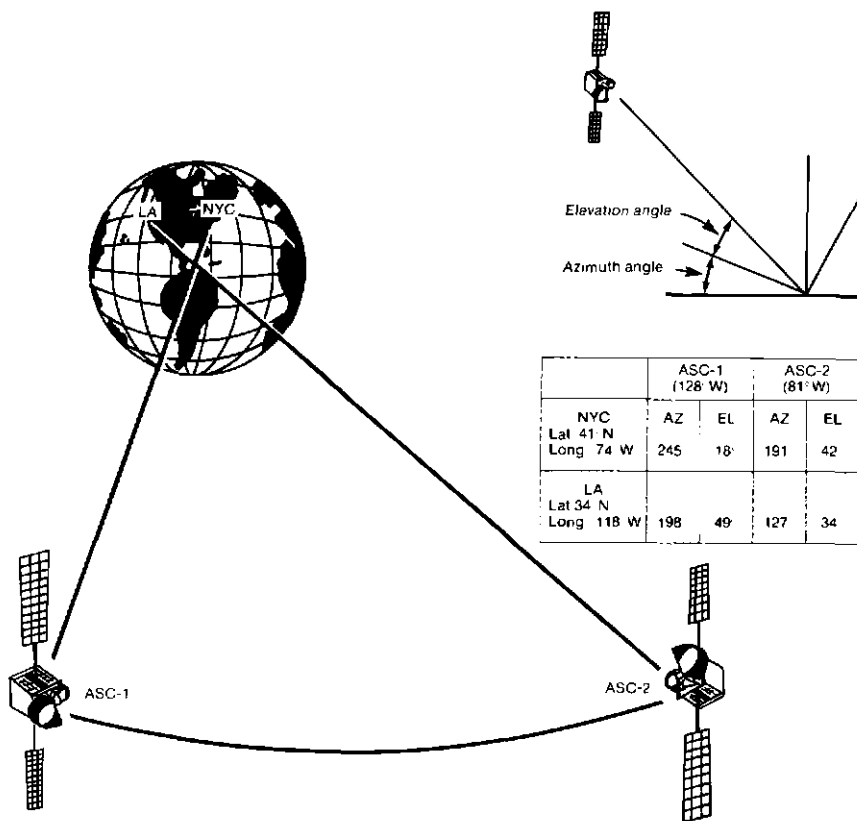 LA
NYC
Elevation angle
Azimuth angle
ASC-1 ASC-2
(128° W) (81° W)
NYC AZ EL AZ EL
Lat 41° N
Long 74 W 245 18° 191 42
LA
Lat 34 N
Long 118 W 198 49° 127 34
ASC-1
ASC-2